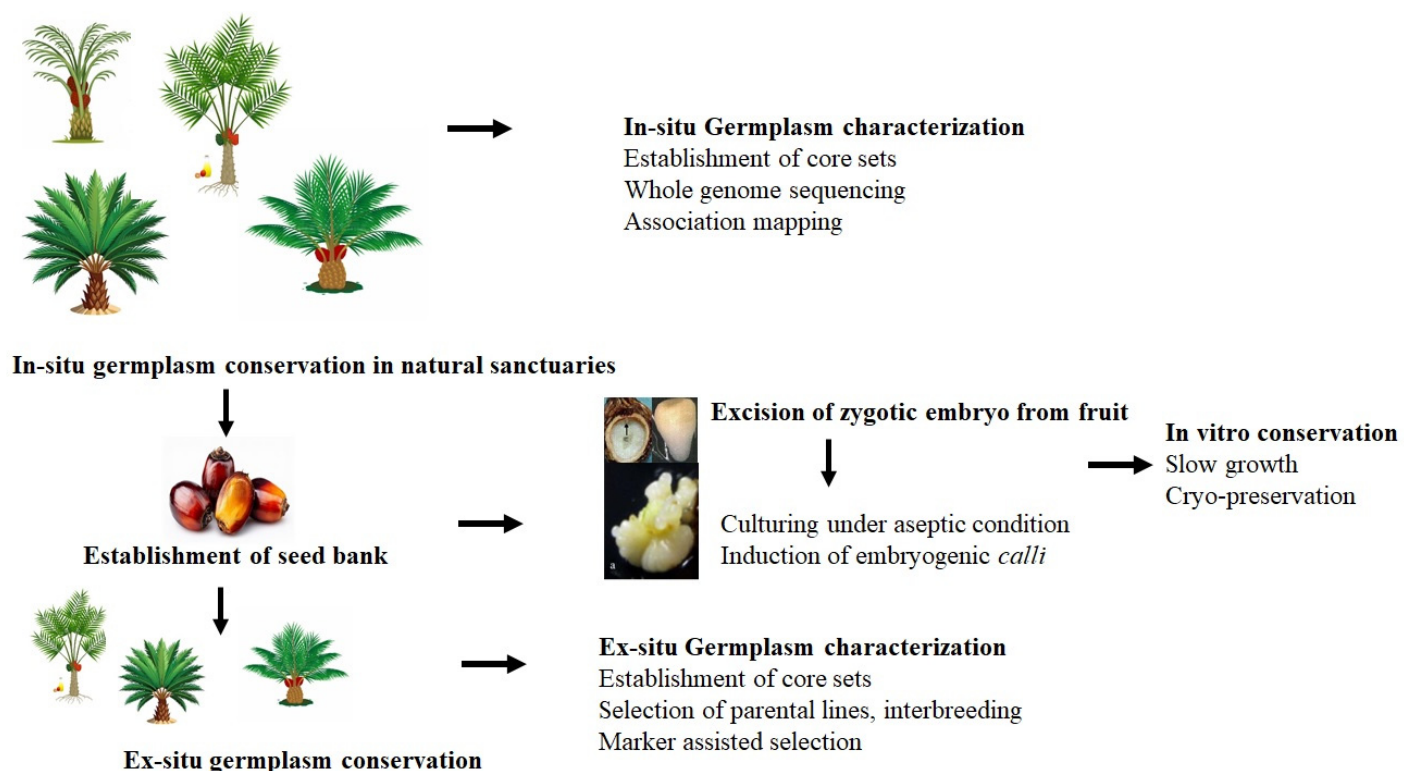 In-situ Germplasm characterization
Establishment of core sets
Whole genome sequencing
Association mapping
In-situ germplasm conservation in natural sanctuaries
Establishment of seed bank
Excision of zygotic embryo from fruit
Culturing under aseptic condition
Induction of embryogenic calli
a
In vitro conservation
Slow growth
Cryo-preservation
Ex-situ germplasm conservation
Ex-situ Germplasm characterization
Establishment of core sets
Selection of parental lines, interbreeding
Marker assisted selection